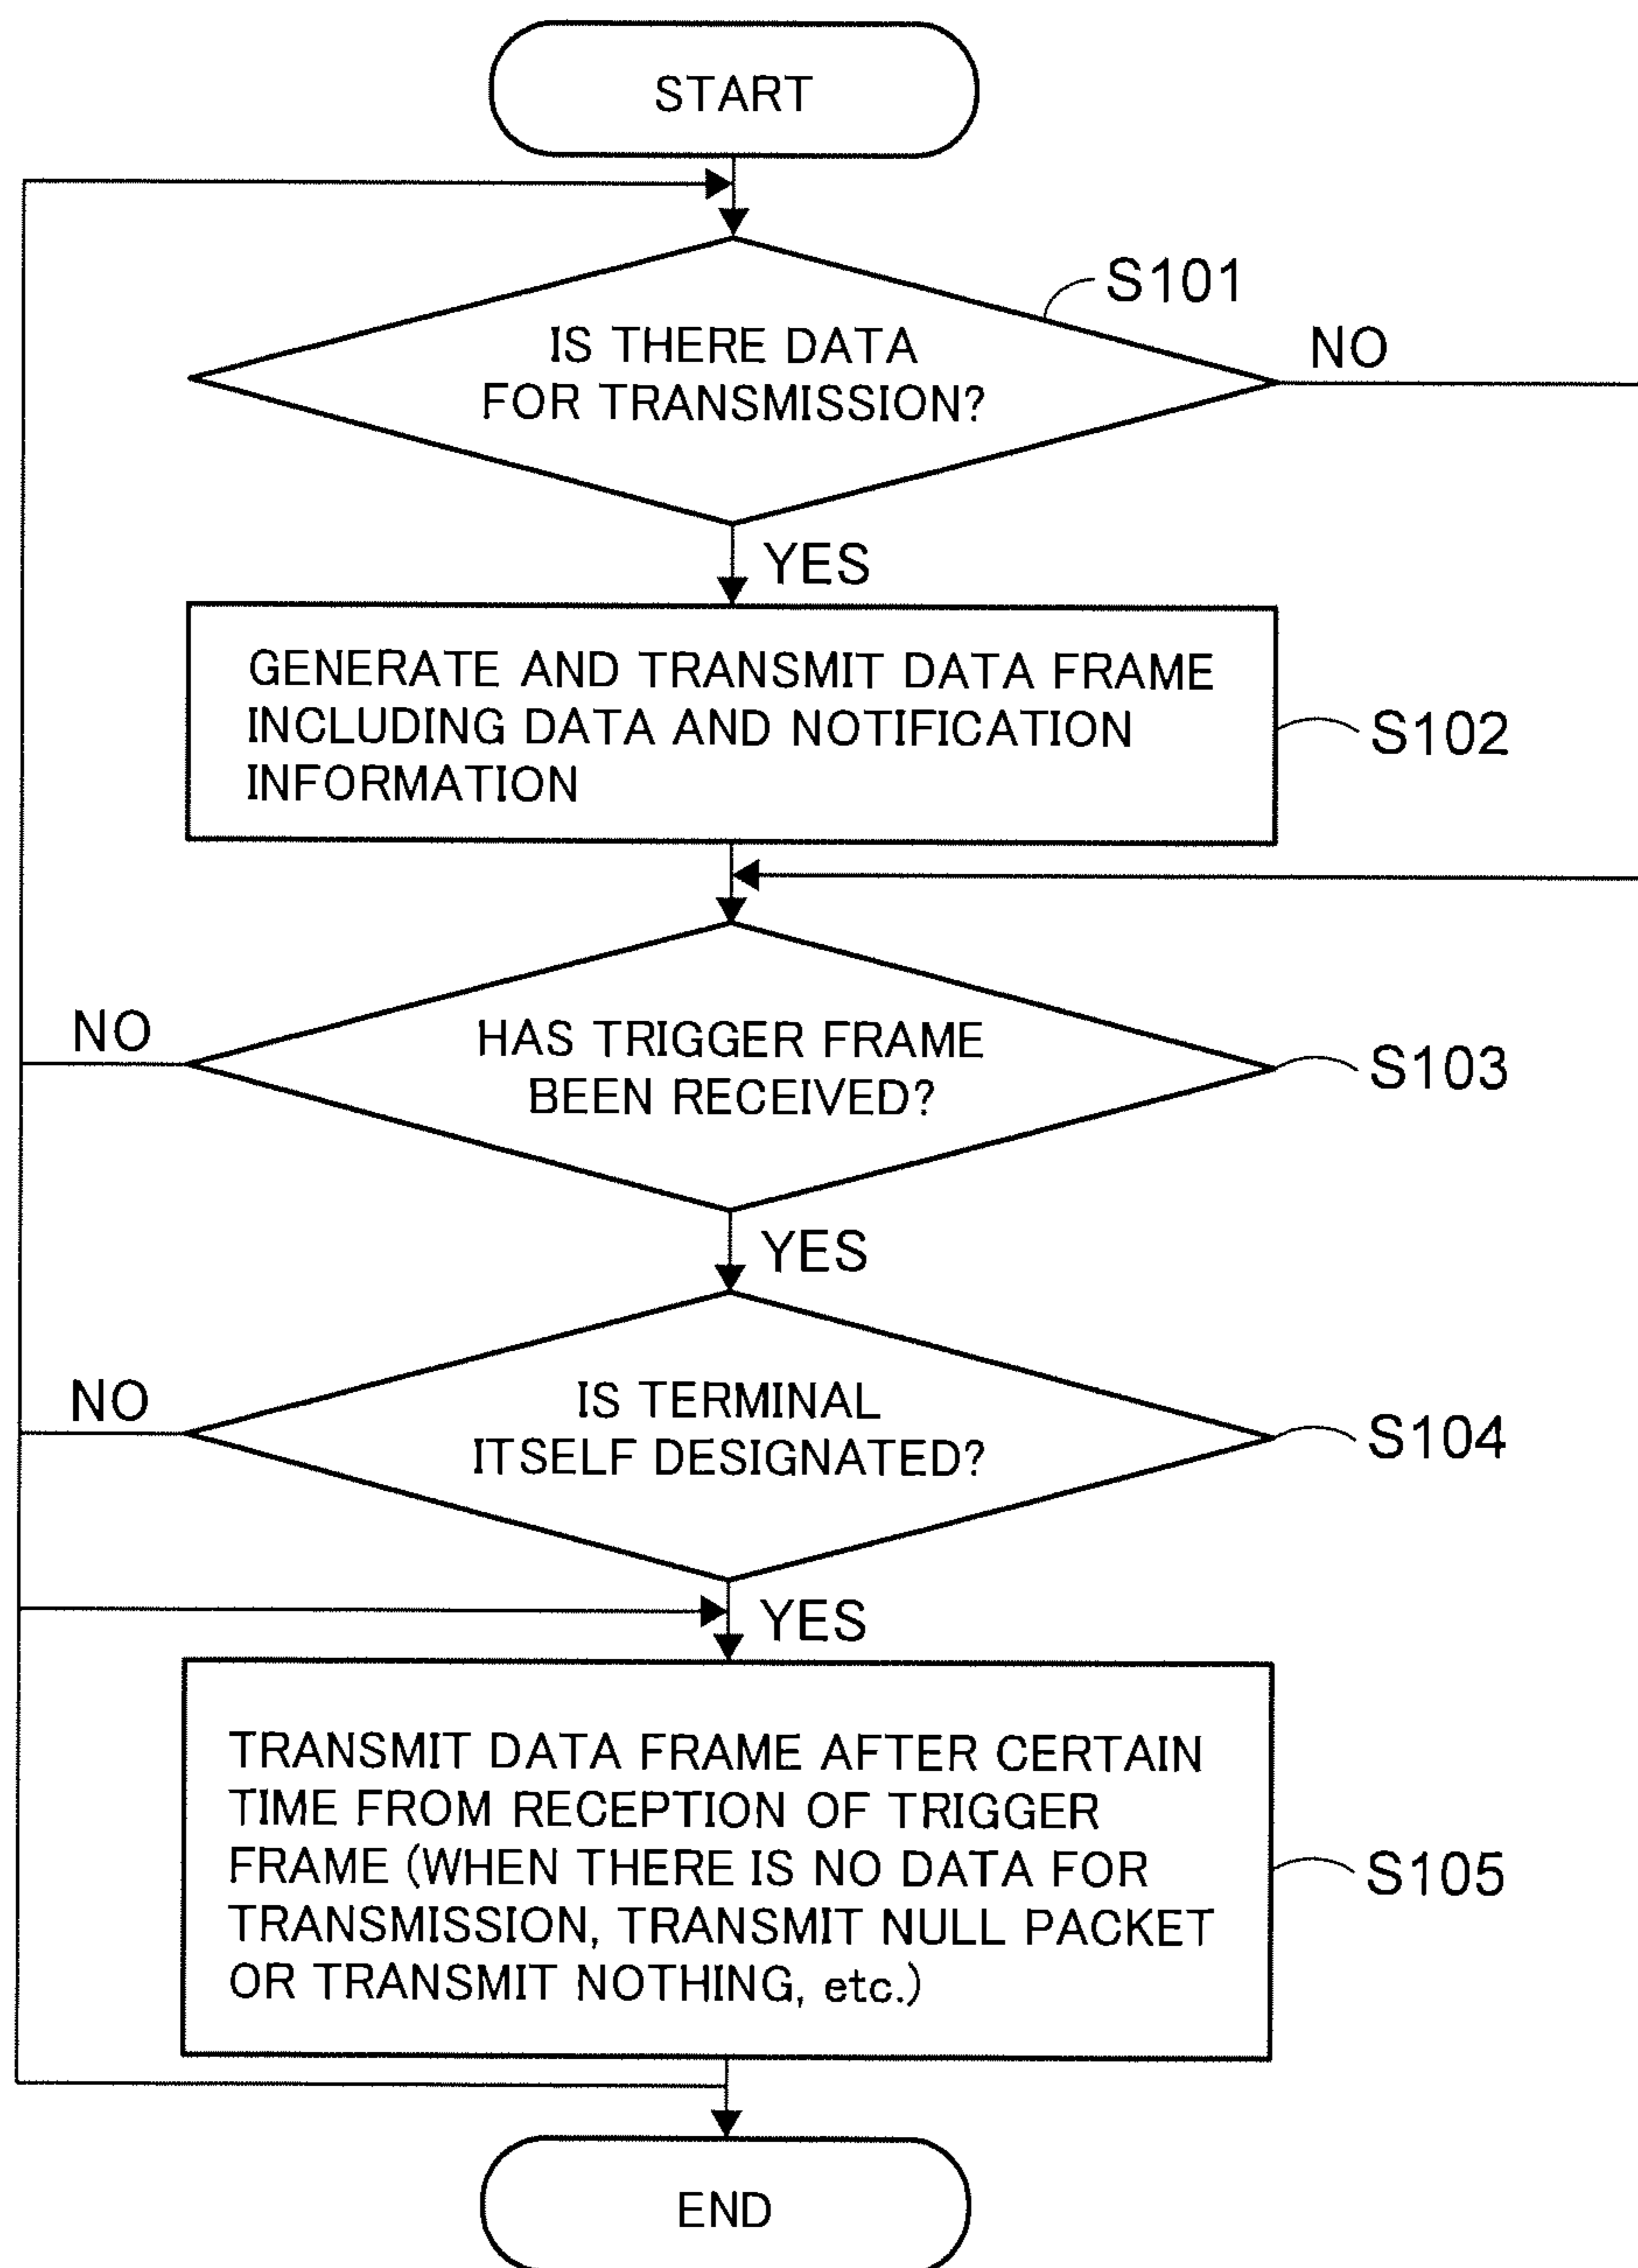 START
S101
IS THERE DATA
FOR TRANSMISSION?
NO
YES
GENERATE AND TRANSMIT DATA FRAME
INCLUDING DATA AND NOTIFICATION
INFORMATION
S102
HAS TRIGGER FRAME
BEEN RECEIVED?
NO
S103
YES
IS TERMINAL
ITSELF DESIGNATED?
NO
S104
YES
TRANSMIT DATA FRAME AFTER CERTAIN
TIME FROM RECEPTION OF TRIGGER
FRAME (WHEN THERE IS NO DATA FOR
TRANSMISSION, TRANSMIT NULL PACKET
OR TRANSMIT NOTHING, etc.)
S105
END